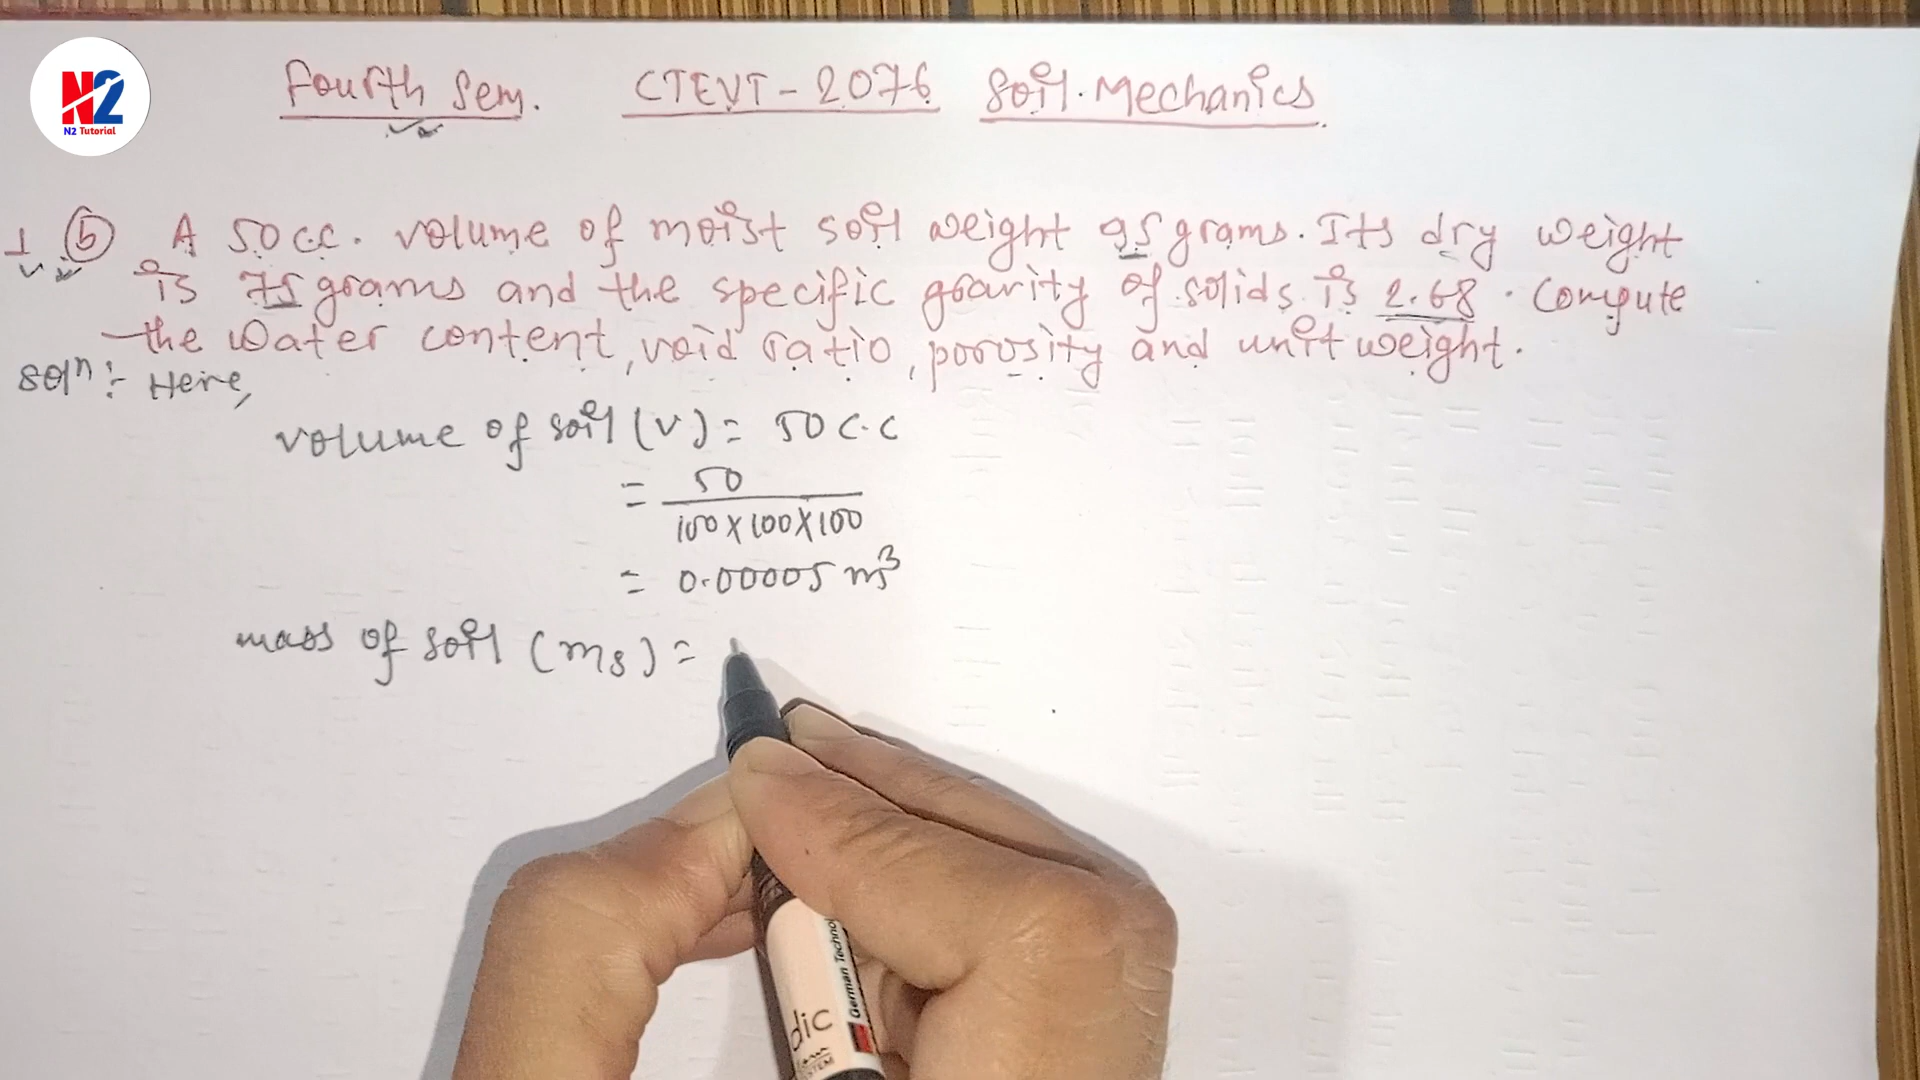 N2
N2 Tutorial
Fourth Sem. CTEVT - 2076 Soil Mechanics
1 (b) A 50 c.c. volume of moist soil weight 95 grams. Its dry weight
is 75 grams and the specific gravity of solids is 2.68. Compute
the water content, void ratio, porosity and unit weight.
Solⁿ:- Here,
volume of soil (V) = 50 C.C
= 50
100 x 100 x 100
= 0.00005 m³
mass of soil (ms) =
German Techno
dic
STEM